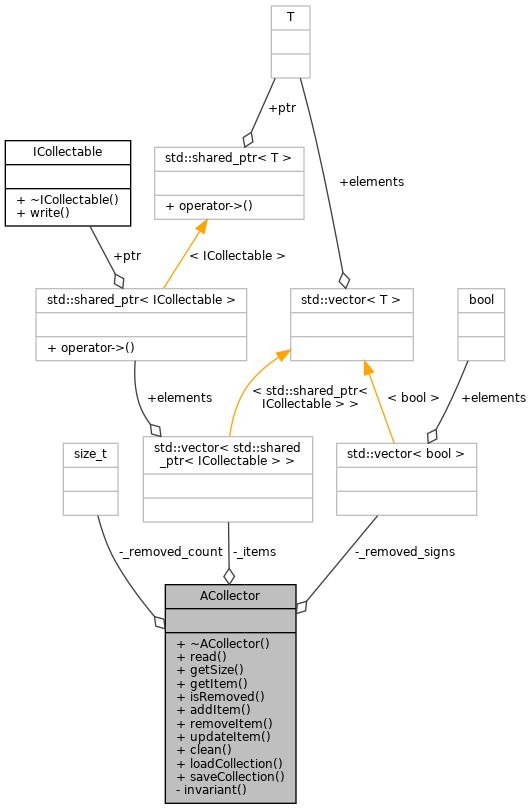 T
+ptr
ICollectable
+ ~ICollectable()
+ write()
std::shared_ptr< T >
+ operator->()
+elements
+ptr
< ICollectable >
std::shared_ptr< ICollectable >
+ operator->()
std::vector< T >
bool
+elements
< std::shared_ptr<
ICollectable > >
< bool >
+elements
size_t
std::vector< std::shared
_ptr< ICollectable > >
std::vector< bool >
-_removed_count
-_items
-_removed_signs
ACollector
+ ~ACollector()
+ read()
+ getSize()
+ getItem()
+ isRemoved()
+ addItem()
+ removeItem()
+ updateItem()
+ clean()
+ loadCollection()
+ saveCollection()
- invariant()